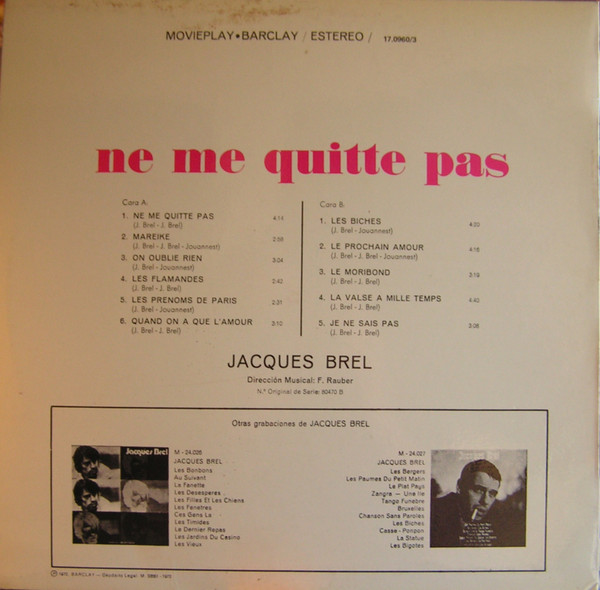 MOVIEPLAY•BARCLAY / ESTEREO / 17.0960/3
ne me quitte pas
Cara A:
1. NE ME QUITTE PAS 4:14
(J. Brel - J. Brel)
2. MAREIKE
(J. Brel - J. Brel - Jouannest)
3. ON OUBLIE RIEN 3:04
(J. Brel - Jouannest)
4. LES FLAMANDES 2:40
(J. Brel - J. Brel)
5. LES PRENOMS DE PARIS 2:31
(J. Brel - Jouannest)
6. QUAND ON A QUE L'AMOUR 3:10
(J. Brel - J. Brel)
Cara B:
1. LES BICHES 4:20
(J. Brel - J. Brel - Jouannest)
2. LE PROCHAIN AMOUR 4:16
(J. Brel - J. Brel - Jouannest)
3. LE MORIBOND 3:19
(J. Brel - J. Brel)
4. LA VALSE A MILLE TEMPS 4:40
(J. Brel - J. Brel)
5. JE NE SAIS PAS
(J. Brel - J. Brel)
JACQUES BREL
Dirección Musical: F. Rauber
N.º Original de Serie: 80470 B
Otras grabaciones de JACQUES BREL
Jacques Brel
M - 24.026
JACQUES BREL
Les Bonbons
Au Suivant
La Fanette
Les Desesperes
Les Filles Et Les Chiens
Les Fenetres
Ces Gens La
Les Timides
Le Dernier Repas
Les Jardins Du Casino
Les Vieux
M - 24.027
JACQUES BREL
Les Bergers
Les Paumes Du Petit Matin
Le Plat Pays
Zangra — Une Ile
Tango Funebre
Bruxelles
Chanson Sans Paroles
Les Biches
Casse - Ponpon
La Statue
Les Bigotes
JACQUES BREL
BARCLAY